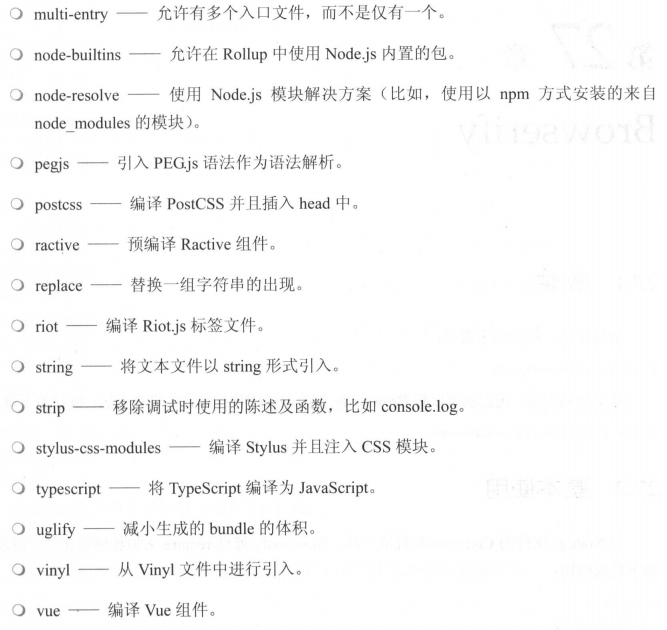 ○ multi-entry —— 允许有多个入口文件，而不是仅有一个。
○ node-builtins —— 允许在 Rollup 中使用 Node.js 内置的包。
○ node-resolve —— 使用 Node.js 模块解决方案（比如，使用以 npm 方式安装的来自
node_modules 的模块）。
○ pegjs —— 引入 PEG.js 语法作为语法解析。
○ postcss —— 编译 PostCSS 并且插入 head 中。
○ ractive —— 预编译 Ractive 组件。
○ replace —— 替换一组字符串的出现。
○ riot —— 编译 Riot.js 标签文件。
○ string —— 将文本文件以 string 形式引入。
○ strip —— 移除调试时使用的陈述及函数，比如 console.log。
○ stylus-css-modules —— 编译 Stylus 并且注入 CSS 模块。
○ typescript —— 将 TypeScript 编译为 JavaScript。
○ uglify —— 减小生成的 bundle 的体积。
○ vinyl —— 从 Vinyl 文件中进行引入。
○ vue —— 编译 Vue 组件。